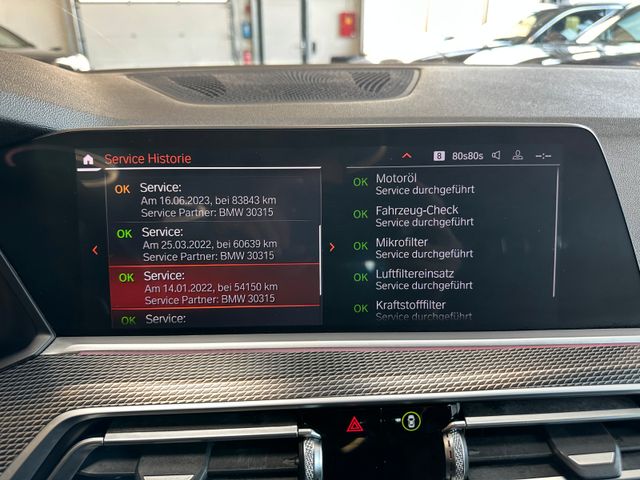 Service Historie
8 80s80s --:--
OK Service:
Am 16.06.2023, bei 83843 km
Service Partner: BMW 30315
OK Service:
Am 25.03.2022, bei 60639 km
Service Partner: BMW 30315
OK Service:
Am 14.01.2022, bei 54150 km
Service Partner: BMW 30315
OK Service:
OK Motoröl
Service durchgeführt
OK Fahrzeug-Check
Service durchgeführt
OK Mikrofilter
Service durchgeführt
OK Luftfiltereinsatz
Service durchgeführt
OK Kraftstofffilter
Service durchgeführt